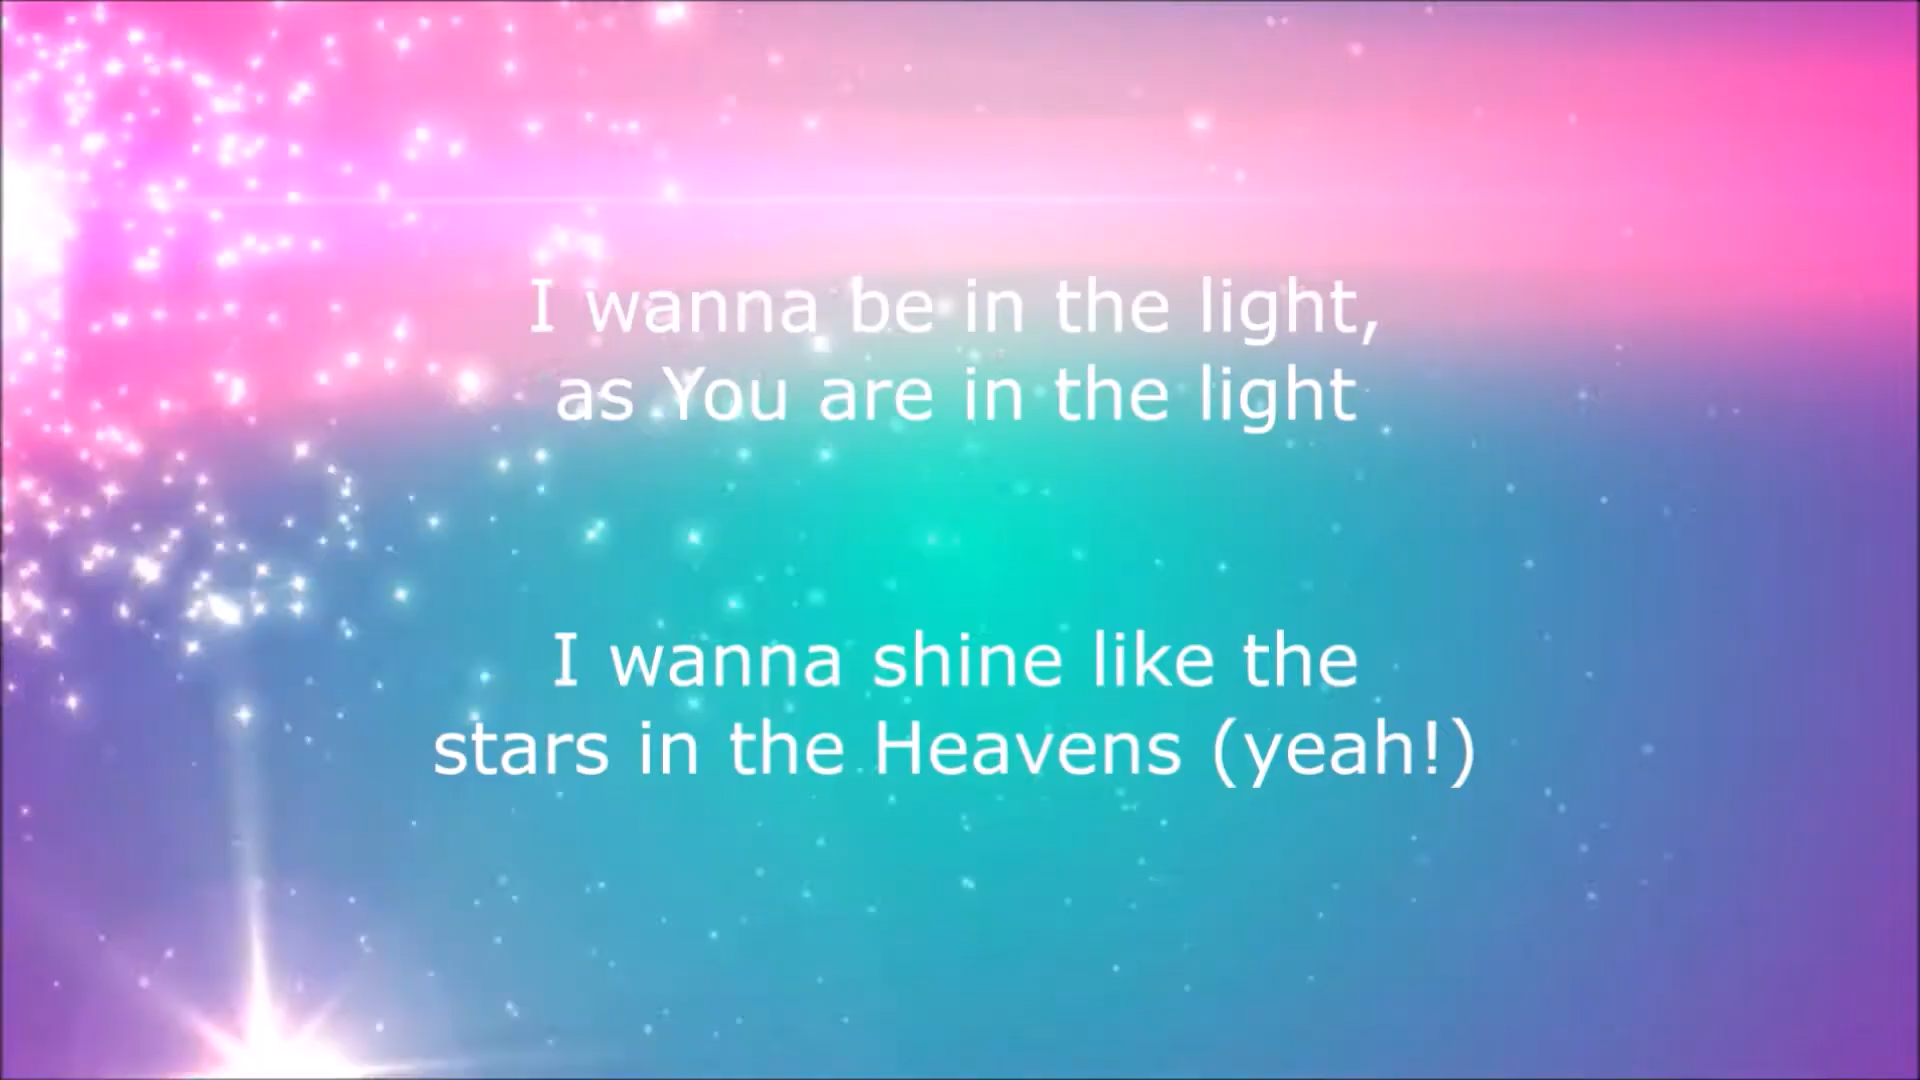 I wanna be in the light,
as You are in the light
I wanna shine like the
stars in the Heavens (yeah!)